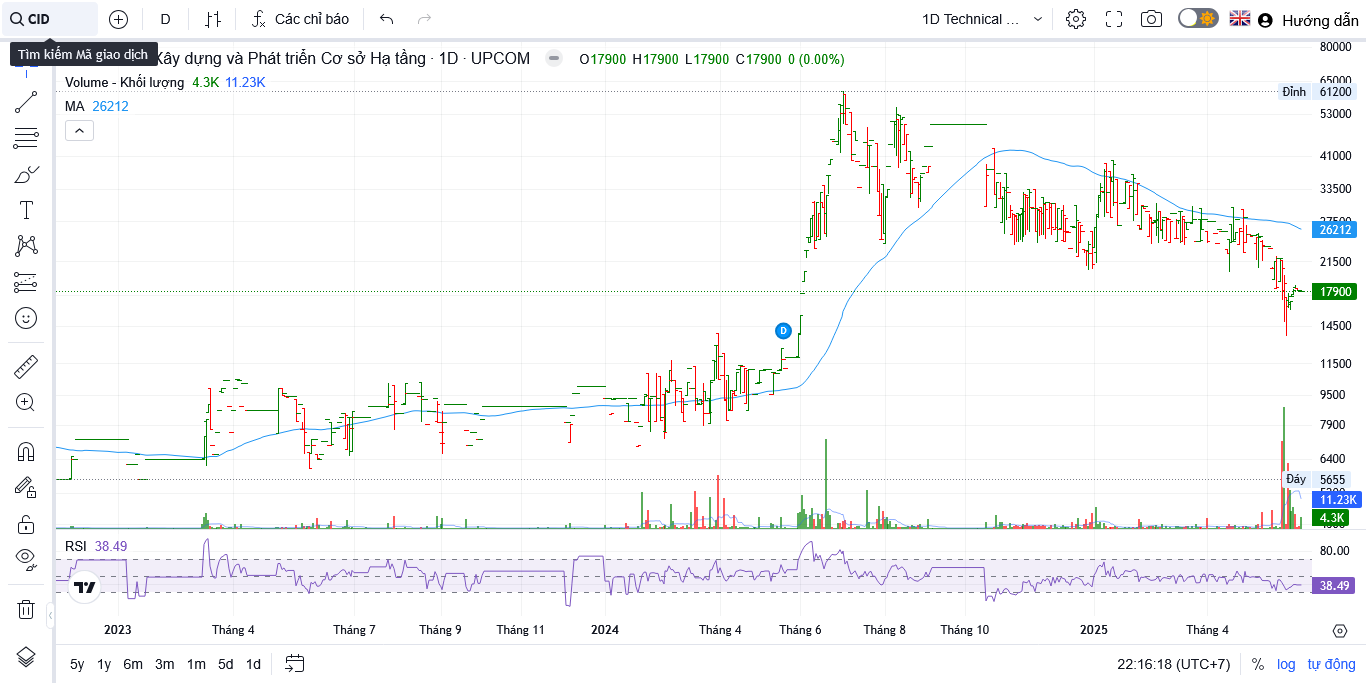 CID D Các chỉ báo 1D Technical ... Hướng dẫn
Tìm kiếm Mã giao dịch
Xây dựng và Phát triển Cơ sở Hạ tầng · 1D · UPCOM O17900 H17900 L17900 C17900 0 (0.00%)
Volume - Khối lượng 4.3K 11.23K
MA 26212
80000
65000
Đỉnh 61200
53000
41000
33500
27500
26212
21500
17900
D
14500
11500
9500
7900
6400
Đáy 5655
11.23K
4.3K
RSI 38.49
80.00
38.49
2023 Tháng 4 Tháng 7 Tháng 9 Tháng 11 2024 Tháng 4 Tháng 6 Tháng 8 Tháng 10 2025 Tháng 4
5y 1y 6m 3m 1m 5d 1d 22:16:18 (UTC+7) % log tự động